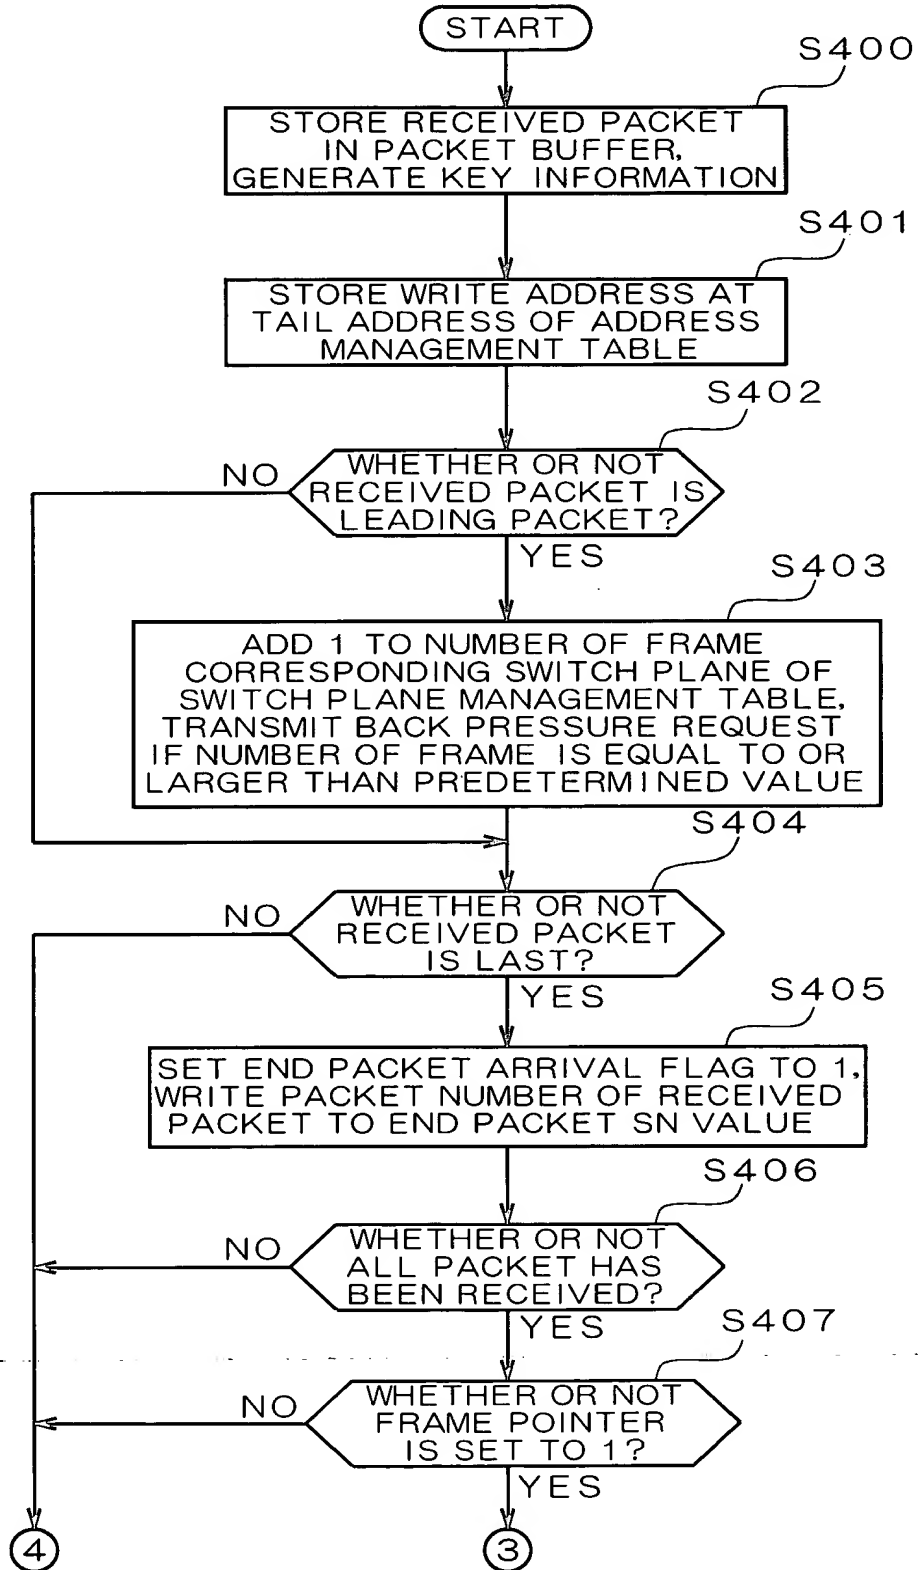 START
S400
STORE RECEIVED PACKET
IN PACKET BUFFER,
GENERATE KEY INFORMATION
S401
STORE WRITE ADDRESS AT
TAIL ADDRESS OF ADDRESS
MANAGEMENT TABLE
S402
WHETHER OR NOT
RECEIVED PACKET IS
LEADING PACKET?
NO
YES
S403
ADD 1 TO NUMBER OF FRAME
CORRESPONDING SWITCH PLANE OF
SWITCH PLANE MANAGEMENT TABLE,
TRANSMIT BACK PRESSURE REQUEST
IF NUMBER OF FRAME IS EQUAL TO OR
LARGER THAN PREDETERMINED VALUE
S404
WHETHER OR NOT
RECEIVED PACKET
IS LAST?
NO
YES
S405
SET END PACKET ARRIVAL FLAG TO 1,
WRITE PACKET NUMBER OF RECEIVED
PACKET TO END PACKET SN VALUE
S406
WHETHER OR NOT
ALL PACKET HAS
BEEN RECEIVED?
NO
YES
S407
WHETHER OR NOT
FRAME POINTER
IS SET TO 1?
NO
YES
4
3